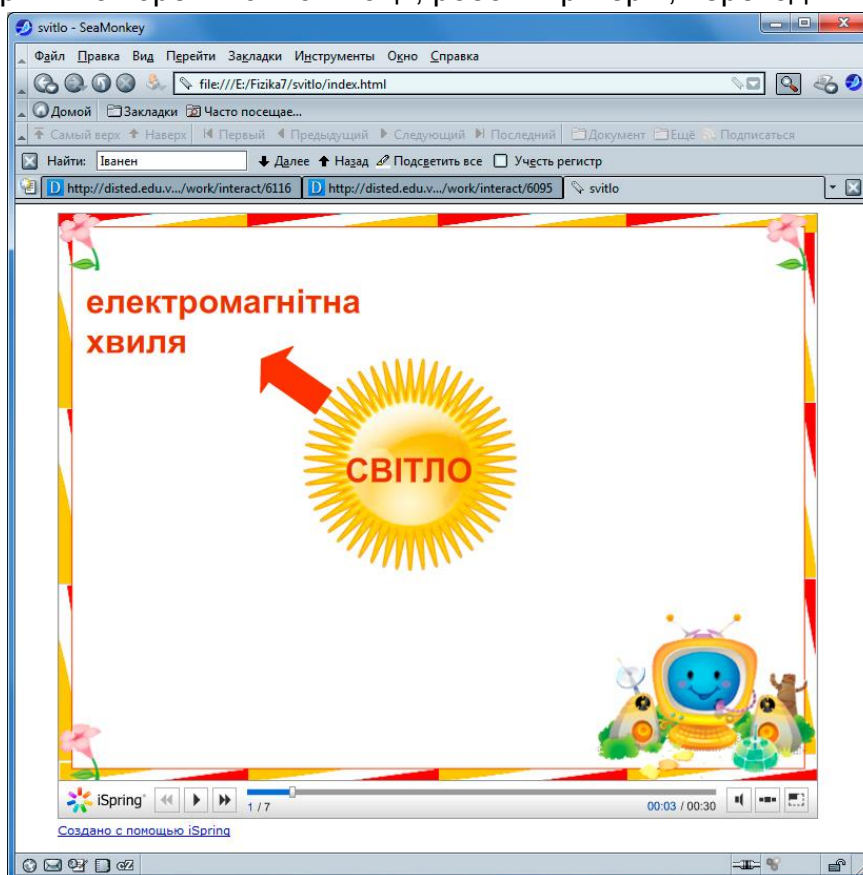 svitlo - SeaMonkey
Файл Правка Вид Перейти Закладки Инструменты Окно Справка
file:///E:/Fizika7/svitlo/index.html
Домой Закладки Часто посещае...
Самый верх Наверх Первый Предыдущий Следующий Последний Документ Ещё Подписаться
Найти: Іванен Далее Назад Подсветить все Учесть регистр
http://disted.edu.v.../work/interact/6116 http://disted.edu.v.../work/interact/6095 svitlo
електромагнітна
хвиля
СВІТЛО
iSpring 1 / 7 00:03 / 00:30
Создано с помощью iSpring